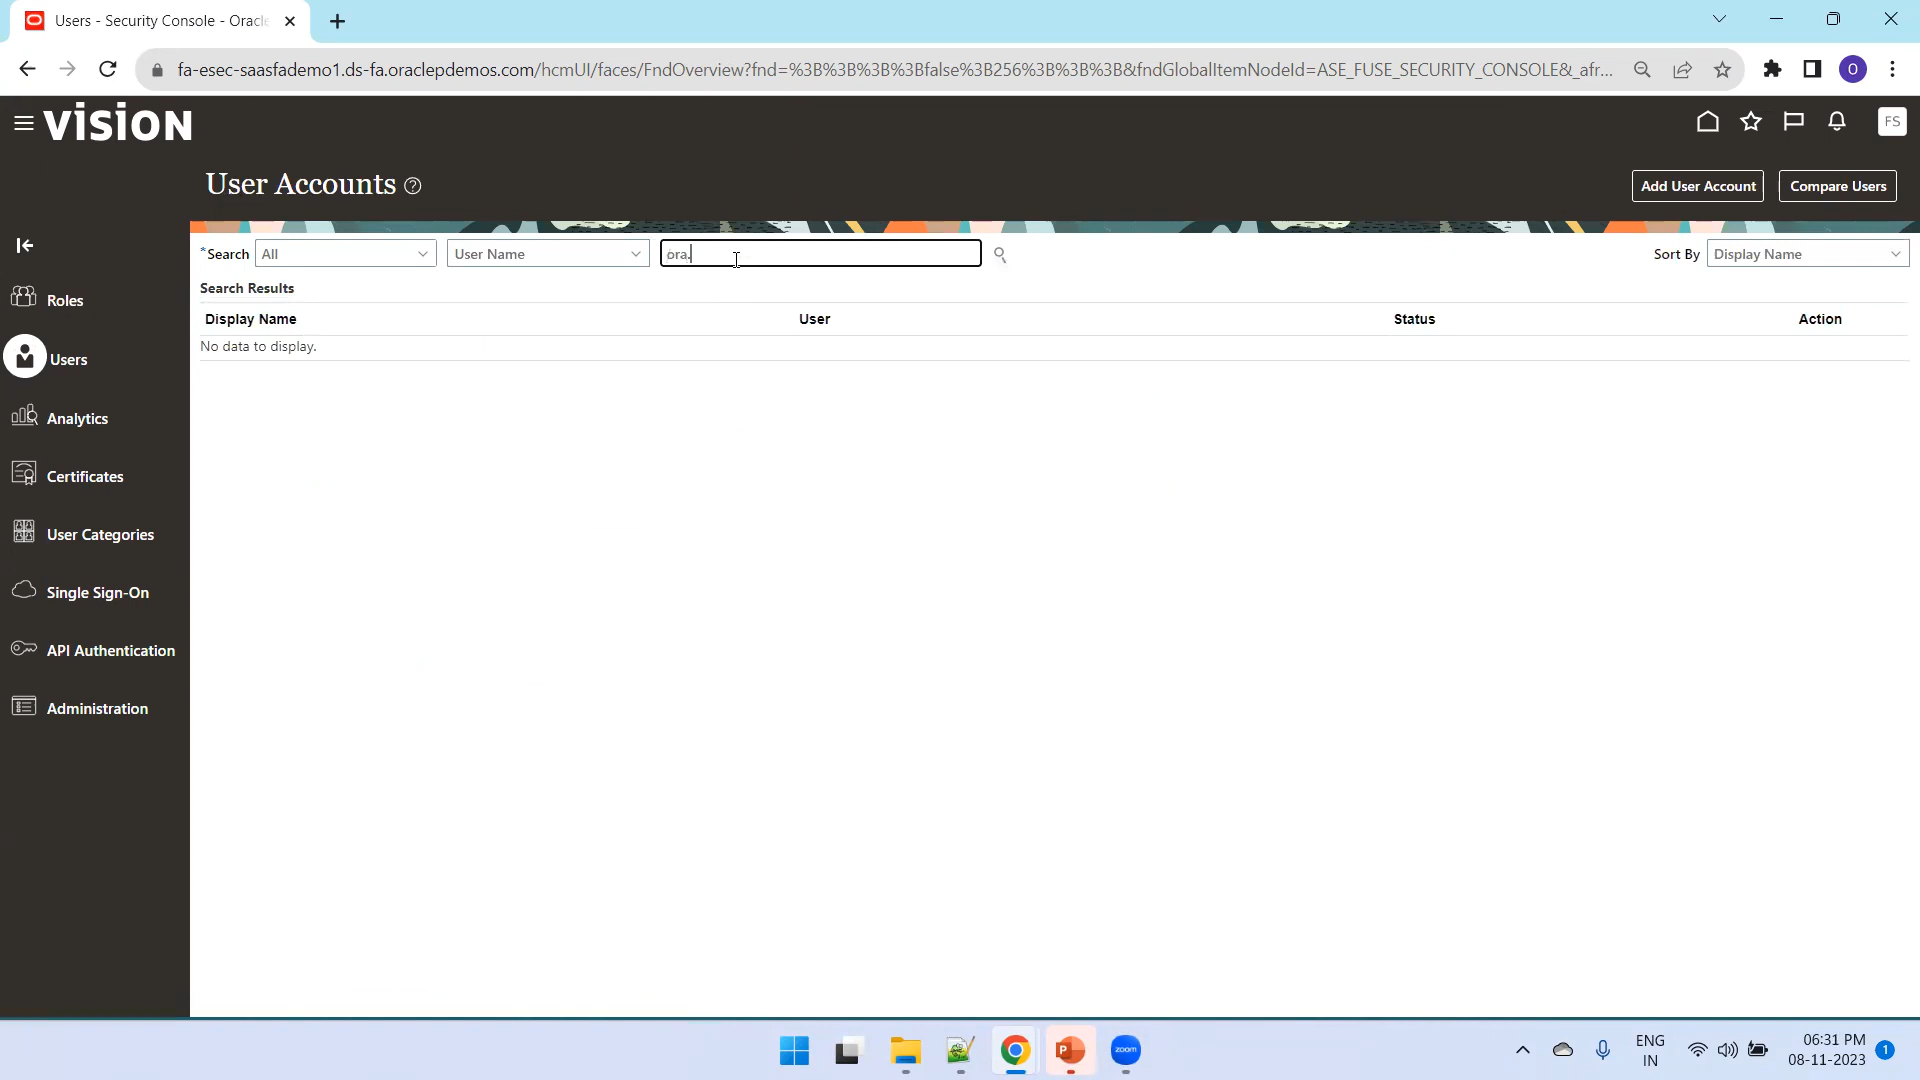 Users - Security Console - Oracle
fa-esec-saasfademo1.ds-fa.oraclepdemos.com/hcmUI/faces/FndOverview?fnd=%3B%3B%3B%3Bfalse%3B256%3B%3B%3B&fndGlobalItemNodeId=ASE_FUSE_SECURITY_CONSOLE&_afr...
O
VISION
FS
User Accounts ?
Add User Account
Compare Users
*Search All User Name ora. Sort By Display Name
Search Results
Display Name User Status Action
No data to display.
Roles
Users
Analytics
Certificates
User Categories
Single Sign-On
API Authentication
Administration
zoom
ENG
IN
06:31 PM
08-11-2023
1